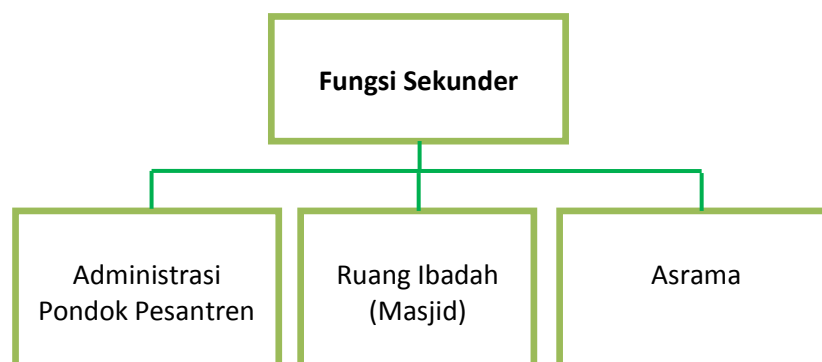 Fungsi Sekunder
Administrasi
Pondok Pesantren
Ruang Ibadah
(Masjid)
Asrama